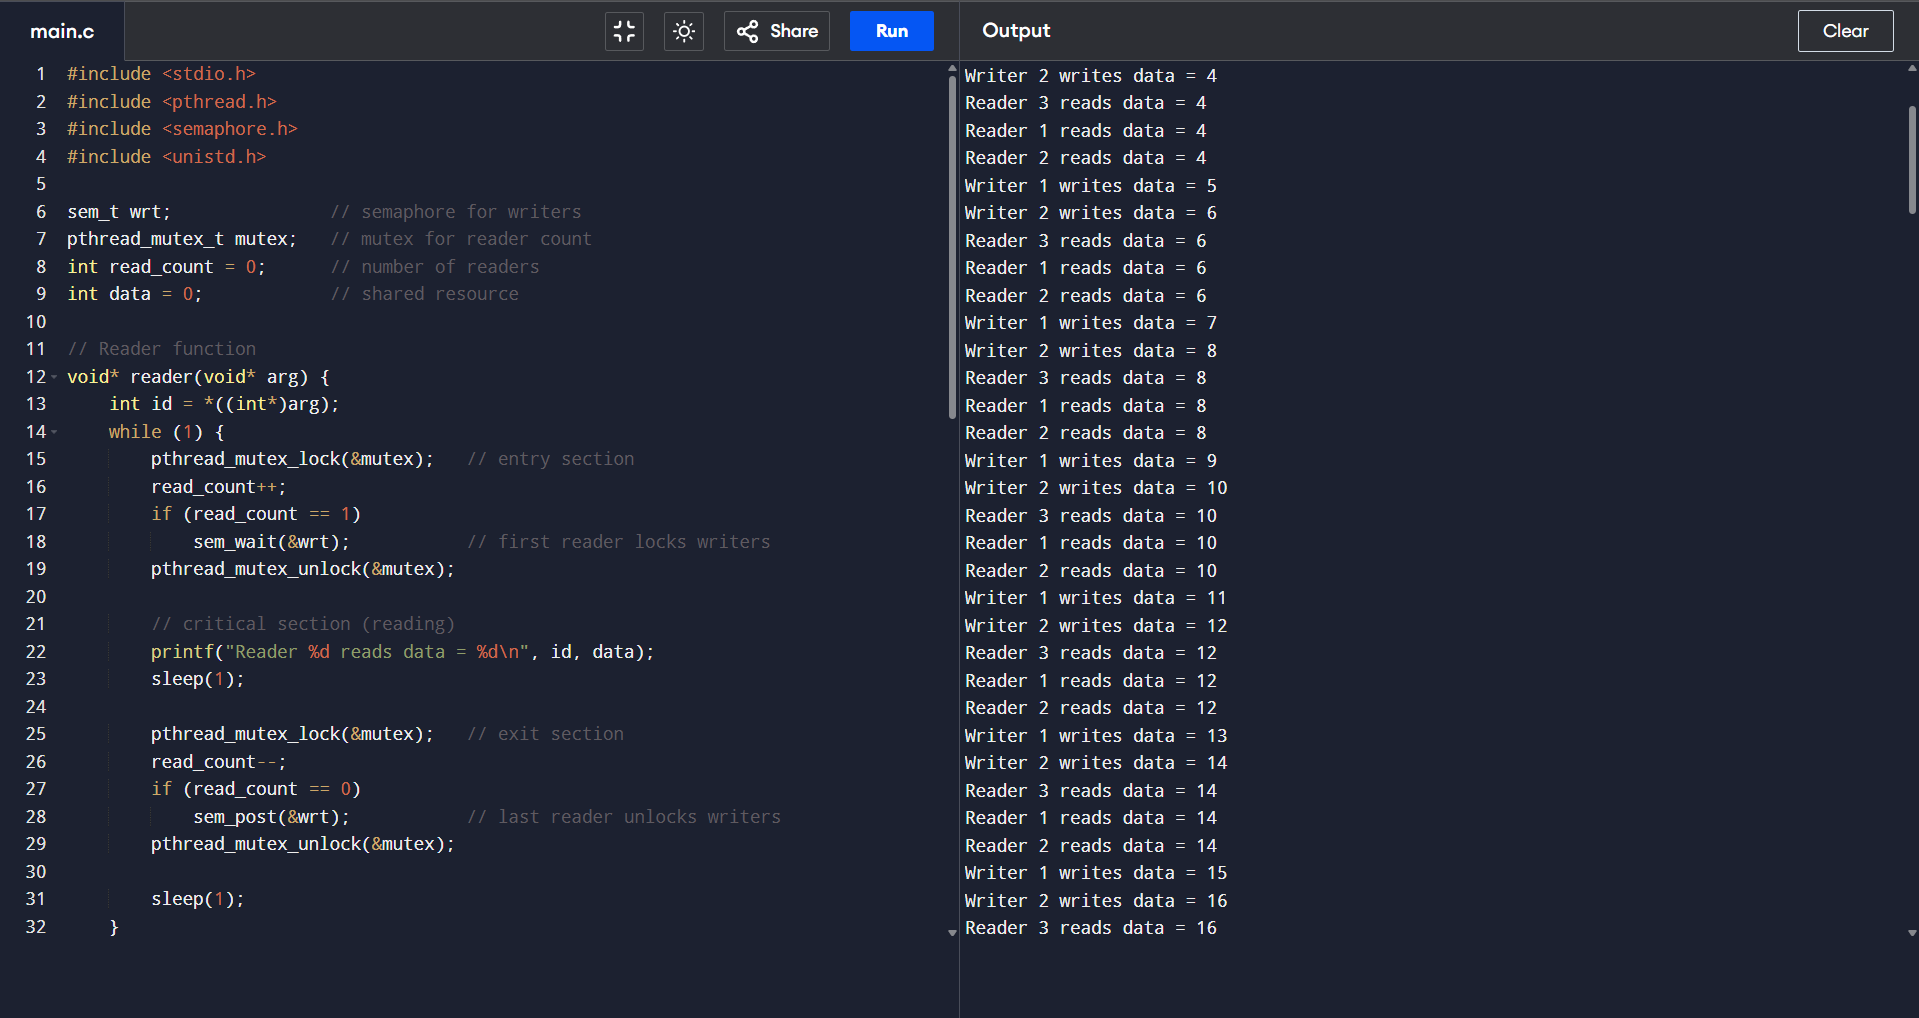 main.c
Share
Run
Output
Clear
1 #include <stdio.h>
2 #include <pthread.h>
3 #include <semaphore.h>
4 #include <unistd.h>
5
6 sem_t wrt;               // semaphore for writers
7 pthread_mutex_t mutex;   // mutex for reader count
8 int read_count = 0;      // number of readers
9 int data = 0;            // shared resource
10
11 // Reader function
12 void* reader(void* arg) {
13     int id = *((int*)arg);
14     while (1) {
15         pthread_mutex_lock(&mutex);   // entry section
16         read_count++;
17         if (read_count == 1)
18             sem_wait(&wrt);           // first reader locks writers
19         pthread_mutex_unlock(&mutex);
20
21         // critical section (reading)
22         printf("Reader %d reads data = %d\n", id, data);
23         sleep(1);
24
25         pthread_mutex_lock(&mutex);   // exit section
26         read_count--;
27         if (read_count == 0)
28             sem_post(&wrt);           // last reader unlocks writers
29         pthread_mutex_unlock(&mutex);
30
31         sleep(1);
32     }
Writer 2 writes data = 4
Reader 3 reads data = 4
Reader 1 reads data = 4
Reader 2 reads data = 4
Writer 1 writes data = 5
Writer 2 writes data = 6
Reader 3 reads data = 6
Reader 1 reads data = 6
Reader 2 reads data = 6
Writer 1 writes data = 7
Writer 2 writes data = 8
Reader 3 reads data = 8
Reader 1 reads data = 8
Reader 2 reads data = 8
Writer 1 writes data = 9
Writer 2 writes data = 10
Reader 3 reads data = 10
Reader 1 reads data = 10
Reader 2 reads data = 10
Writer 1 writes data = 11
Writer 2 writes data = 12
Reader 3 reads data = 12
Reader 1 reads data = 12
Reader 2 reads data = 12
Writer 1 writes data = 13
Writer 2 writes data = 14
Reader 3 reads data = 14
Reader 1 reads data = 14
Reader 2 reads data = 14
Writer 1 writes data = 15
Writer 2 writes data = 16
Reader 3 reads data = 16